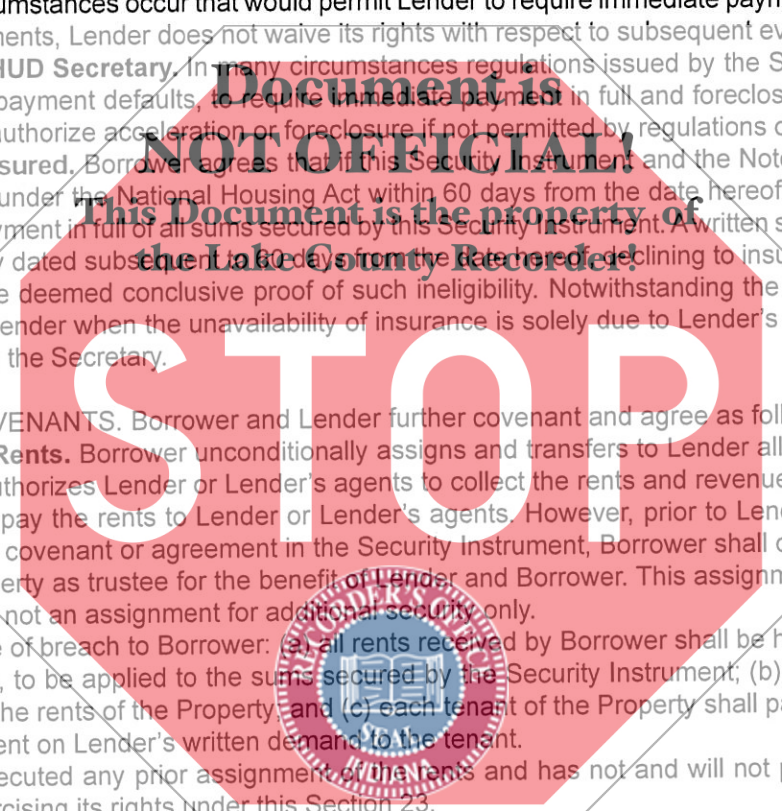 umstances occur that would permit Lender to require immediate paym
nents, Lender does not waive its rights with respect to subsequent ev
HUD Secretary. In many circumstances regulations issued by the S
payment defaults, to require immediate payment in full and foreclos
authorize acceleration or foreclosure if not permitted by regulations o
sured. Borrower agrees that if this Security Instrument and the Note
under the National Housing Act within 60 days from the date hereof
yment in full of all sums secured by this Security Instrument. A written s
y dated subsequent to 60 days from the date hereof, declining to insu
e deemed conclusive proof of such ineligibility. Notwithstanding the
ender when the unavailability of insurance is solely due to Lender's
the Secretary.
VENANTS. Borrower and Lender further covenant and agree as foll
Rents. Borrower unconditionally assigns and transfers to Lender all
uthorizes Lender or Lender's agents to collect the rents and revenue
pay the rents to Lender or Lender's agents. However, prior to Lend
covenant or agreement in the Security Instrument, Borrower shall c
erty as trustee for the benefit of Lender and Borrower. This assignm
not an assignment for additional security only.
e of breach to Borrower: (a) all rents received by Borrower shall be h
, to be applied to the sums secured by the Security Instrument; (b)
he rents of the Property; and (c) each tenant of the Property shall pa
ent on Lender's written demand to the tenant.
ecuted any prior assignment of the rents and has not and will not p
cising its rights under this Section 23.
Document is
NOT OFFICIAL!
This Document is the property of
the Lake County Recorder!
STOP
RECORDER'S OFFICE
SEAL
INDIANA